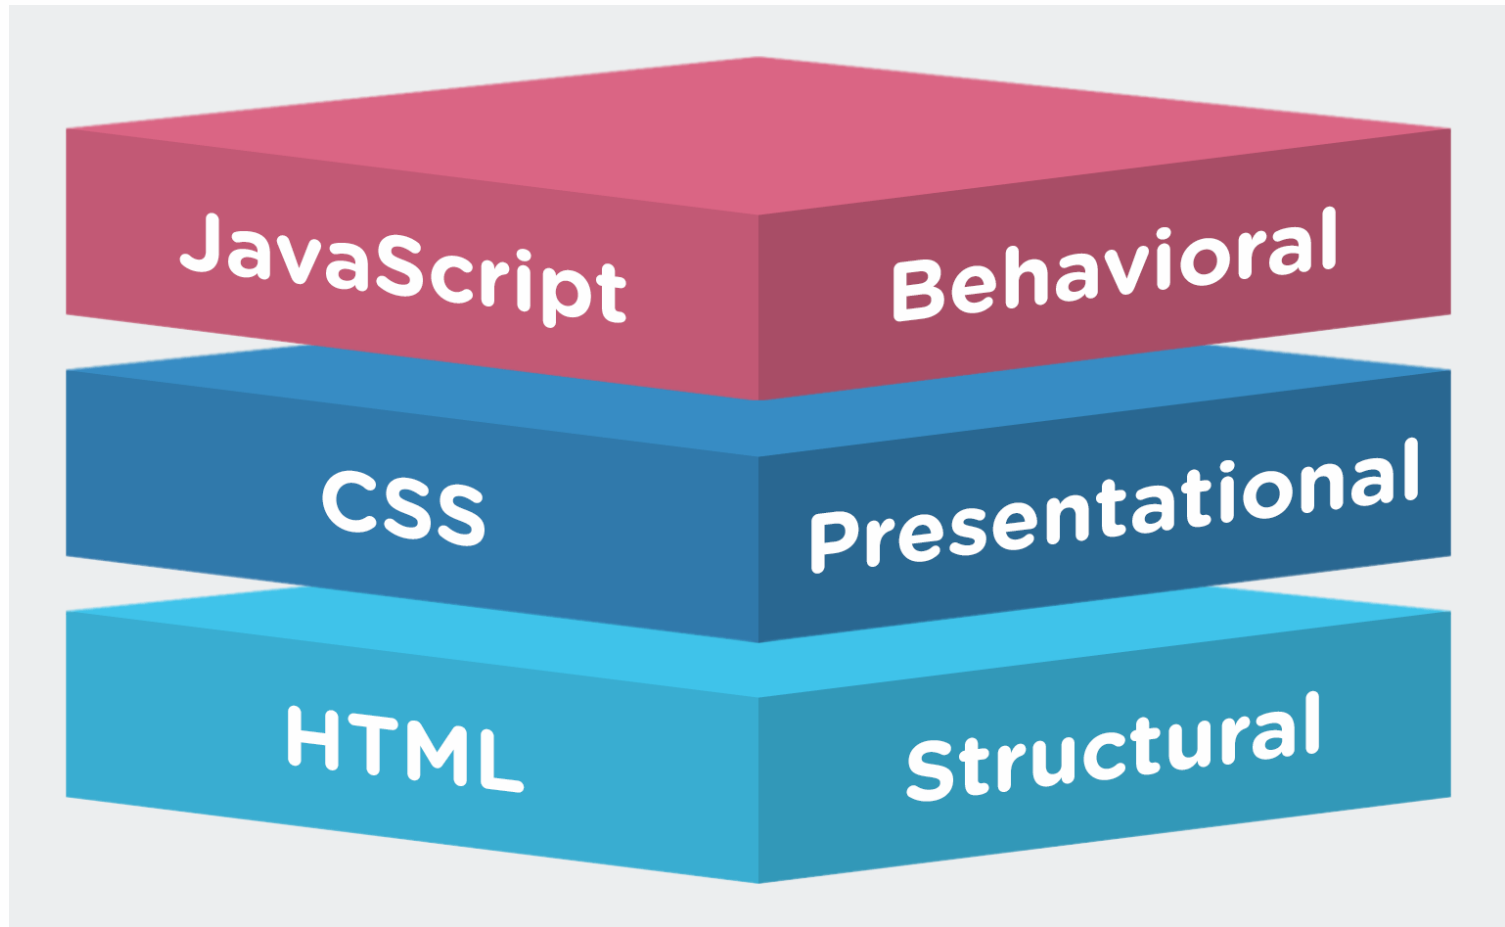 JavaScript
Behavioral
CSS
Presentational
HTML
Structural